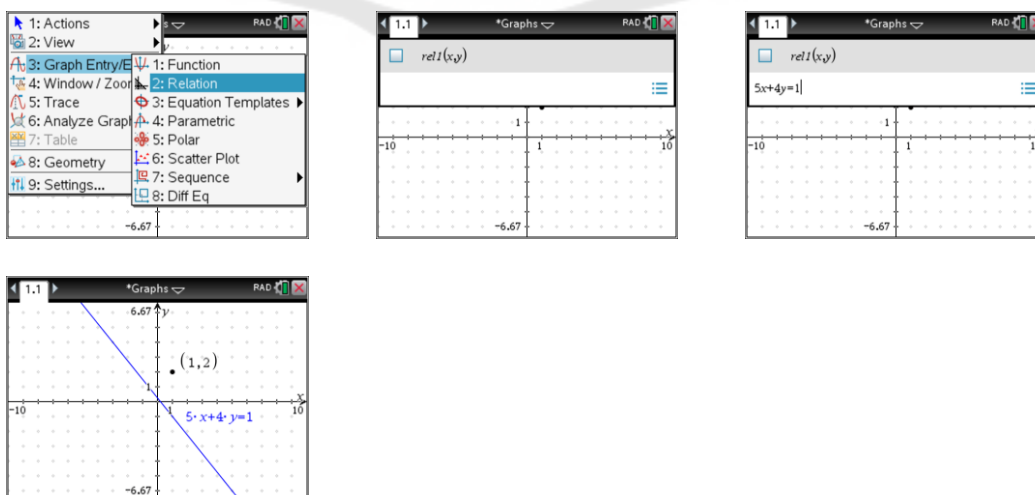 1: Actions
2: View
3: Graph Entry/E
4: Window / Zoom
5: Trace
6: Analyze Graph
7: Table
8: Geometry
9: Settings...
RAD
1: Function
2: Relation
3: Equation Templates
4: Parametric
5: Polar
6: Scatter Plot
7: Sequence
8: Diff Eq
-6.67
1.1 *Graphs RAD
rel1(x,y)
1
x
-10 1 10
-6.67
1.1 *Graphs RAD
rel1(x,y)
5x+4y=1
1
-10 1 1
-6.67
1.1 *Graphs RAD
6.67 y
(1,2)
1
x
-10 1 10
5·x+4·y=1
-6.67